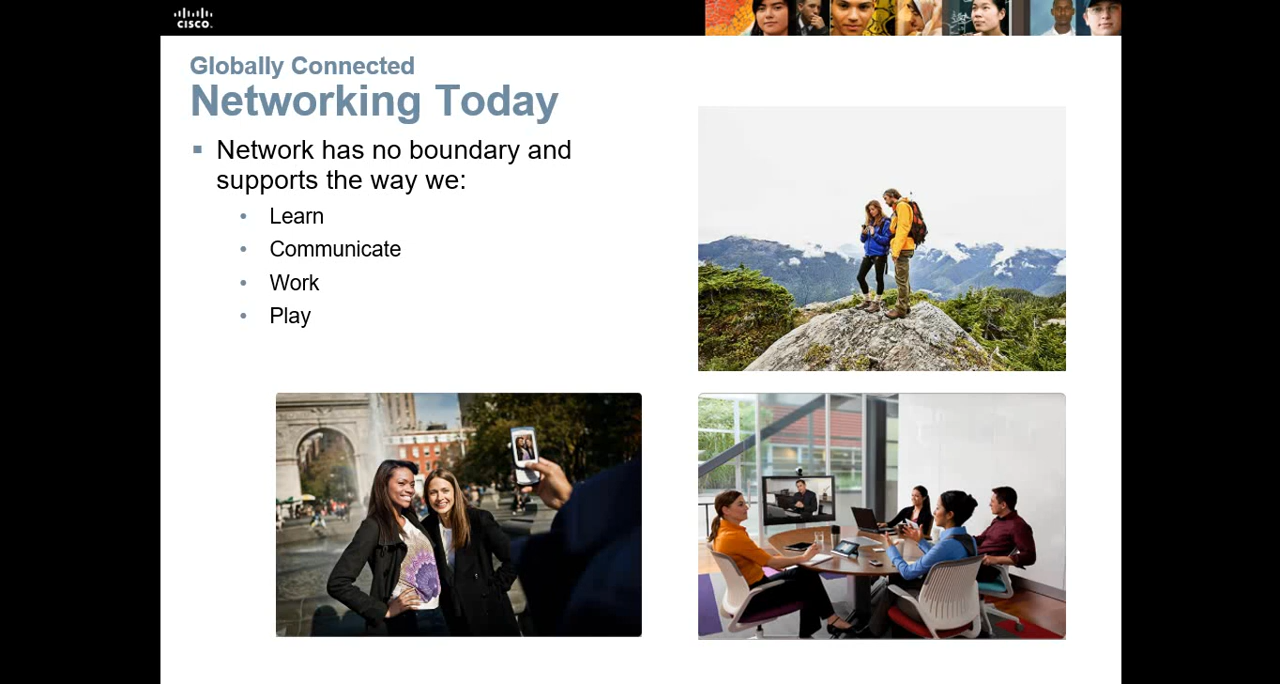 CISCO.
Globally Connected
Networking Today
Network has no boundary and
supports the way we:
Learn
Communicate
Work
Play